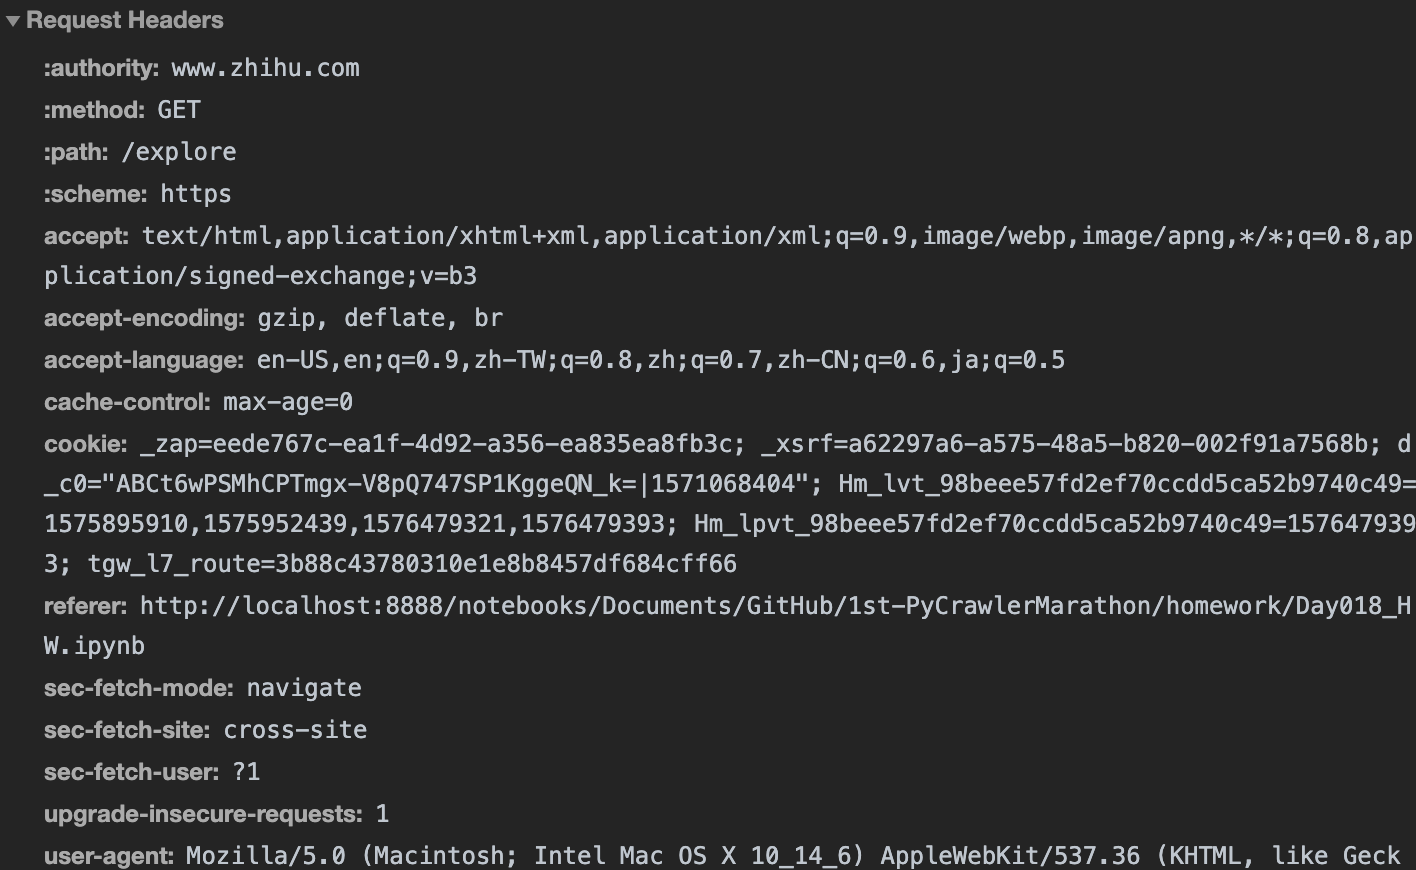 Request Headers
:authority: www.zhihu.com
:method: GET
:path: /explore
:scheme: https
accept: text/html,application/xhtml+xml,application/xml;q=0.9,image/webp,image/apng,*/*;q=0.8,ap
plication/signed-exchange;v=b3
accept-encoding: gzip, deflate, br
accept-language: en-US,en;q=0.9,zh-TW;q=0.8,zh;q=0.7,zh-CN;q=0.6,ja;q=0.5
cache-control: max-age=0
cookie: _zap=eede767c-ea1f-4d92-a356-ea835ea8fb3c; _xsrf=a62297a6-a575-48a5-b820-002f91a7568b; d
_c0="ABCt6wPSMhCPTmgx-V8pQ747SP1KggeQN_k=|1571068404"; Hm_lvt_98beee57fd2ef70ccdd5ca52b9740c49=
1575895910,1575952439,1576479321,1576479393; Hm_lpvt_98beee57fd2ef70ccdd5ca52b9740c49=157647939
3; tgw_l7_route=3b88c43780310e1e8b8457df684cff66
referer: http://localhost:8888/notebooks/Documents/GitHub/1st-PyCrawlerMarathon/homework/Day018_H
W.ipynb
sec-fetch-mode: navigate
sec-fetch-site: cross-site
sec-fetch-user: ?1
upgrade-insecure-requests: 1
user-agent: Mozilla/5.0 (Macintosh; Intel Mac OS X 10_14_6) AppleWebKit/537.36 (KHTML, like Geck